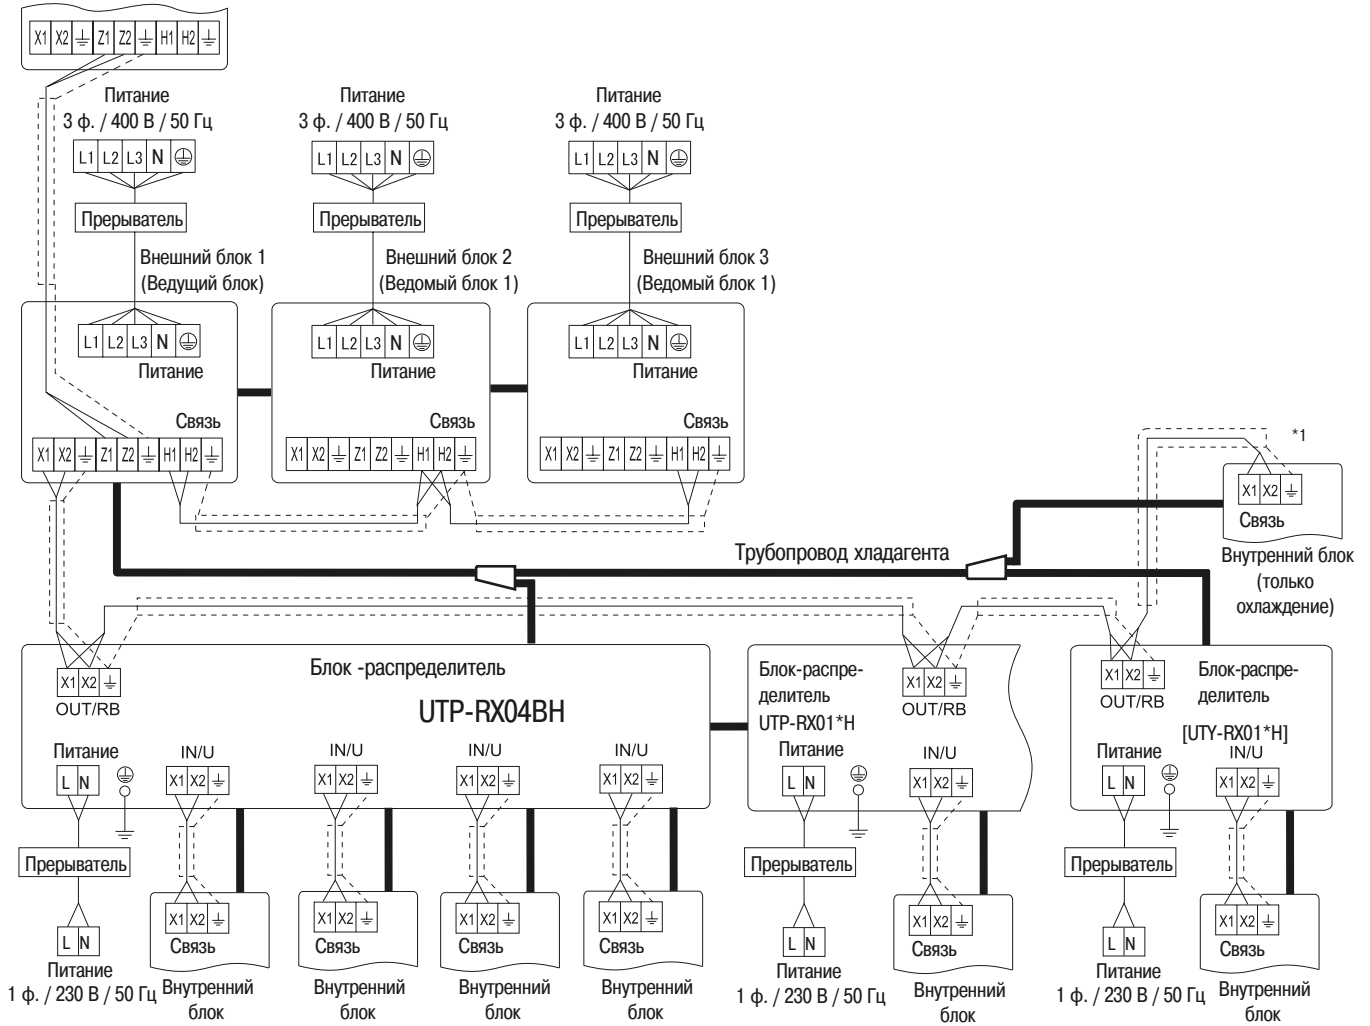 X1 X2 Z1 Z2 H1 H2
Питание
3 ф. / 400 В / 50 Гц
L1 L2 L3 N
Прерыватель
Внешний блок 1
(Ведущий блок)
L1 L2 L3 N
Питание
Связь
X1 X2 Z1 Z2 H1 H2
Питание
3 ф. / 400 В / 50 Гц
L1 L2 L3 N
Прерыватель
Внешний блок 2
(Ведомый блок 1)
L1 L2 L3 N
Питание
Связь
X1 X2 Z1 Z2 H1 H2
Питание
3 ф. / 400 В / 50 Гц
L1 L2 L3 N
Прерыватель
Внешний блок 3
(Ведомый блок 1)
L1 L2 L3 N
Питание
Связь
X1 X2 Z1 Z2 H1 H2
*1
X1 X2
Связь
Внутренний блок
(только
охлаждение)
Трубопровод хладагента
Блок -распределитель
UTP-RX04BH
X1 X2
OUT/RB
Питание
L N
Прерыватель
L N
Питание
1 ф. / 230 В / 50 Гц
IN/U
X1 X2
X1 X2
Связь
Внутренний
блок
IN/U
X1 X2
X1 X2
Связь
Внутренний
блок
IN/U
X1 X2
X1 X2
Связь
Внутренний
блок
IN/U
X1 X2
X1 X2
Связь
Внутренний
блок
Блок-распре-
делитель
UTP-RX01*H
X1 X2
OUT/RB
Питание
L N
Прерыватель
L N
Питание
1 ф. / 230 В / 50 Гц
IN/U
X1 X2
X1 X2
Связь
Внутренний
блок
X1 X2
OUT/RB
Блок-распре-
делитель
[UTY-RX01*H]
Питание
L N
Прерыватель
L N
Питание
1 ф. / 230 В / 50 Гц
IN/U
X1 X2
X1 X2
Связь
Внутренний
блок